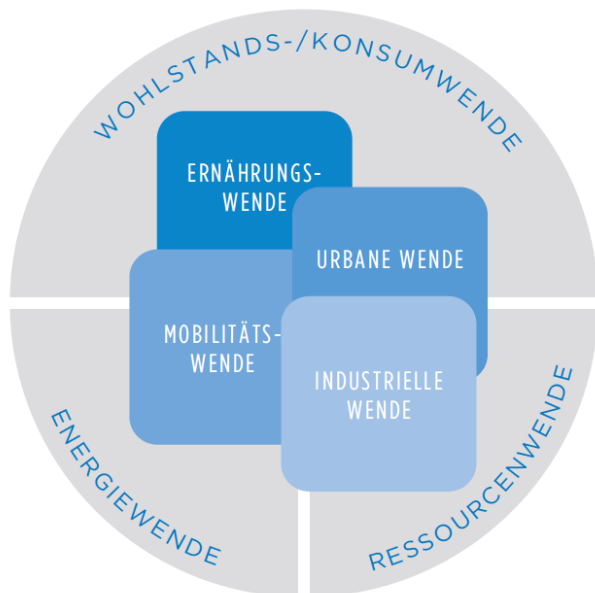 WOHLSTANDS-/KONSUMWENDE
ERNÄHRUNGS-
WENDE
URBANE WENDE
MOBILITÄTS-
WENDE
INDUSTRIELLE
WENDE
ENERGIEWENDE
RESSOURCENWENDE